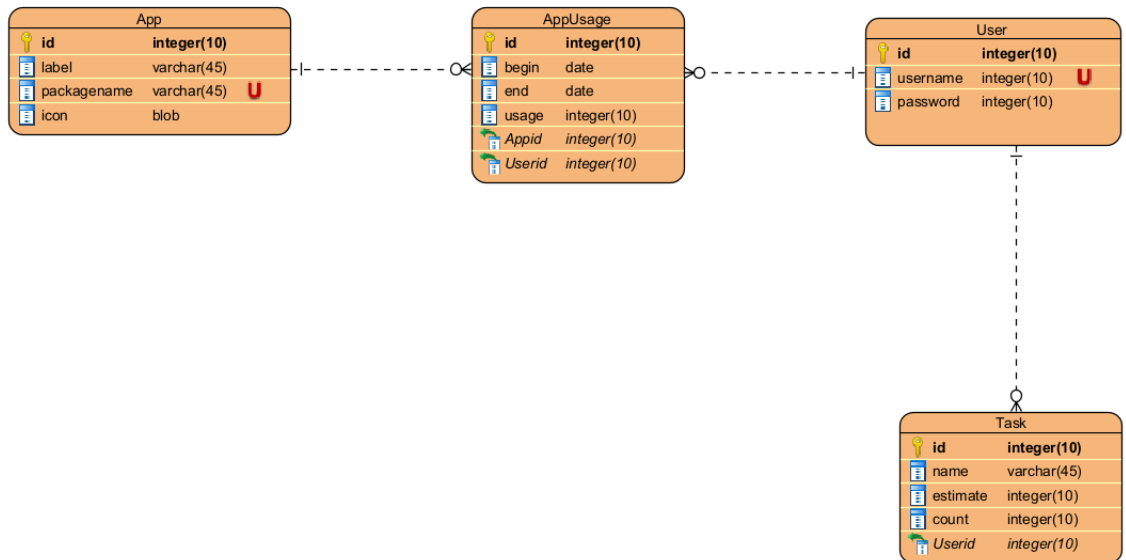 App
id integer(10)
label varchar(45)
packagename varchar(45) U
icon blob
AppUsage
id integer(10)
begin date
end date
usage integer(10)
Appid integer(10)
Userid integer(10)
User
id integer(10)
username integer(10) U
password integer(10)
Task
id integer(10)
name varchar(45)
estimate integer(10)
count integer(10)
Userid integer(10)